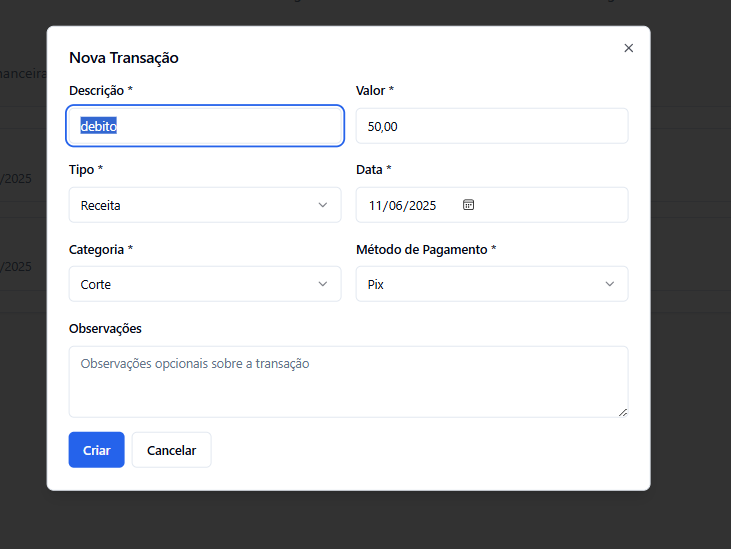 nanceira
/2025
/2025
Nova Transação
Descrição * Valor *
debito 50,00
Tipo * Data *
Receita 11/06/2025
Categoria * Método de Pagamento *
Corte Pix
Observações
Observações opcionais sobre a transação
Criar Cancelar